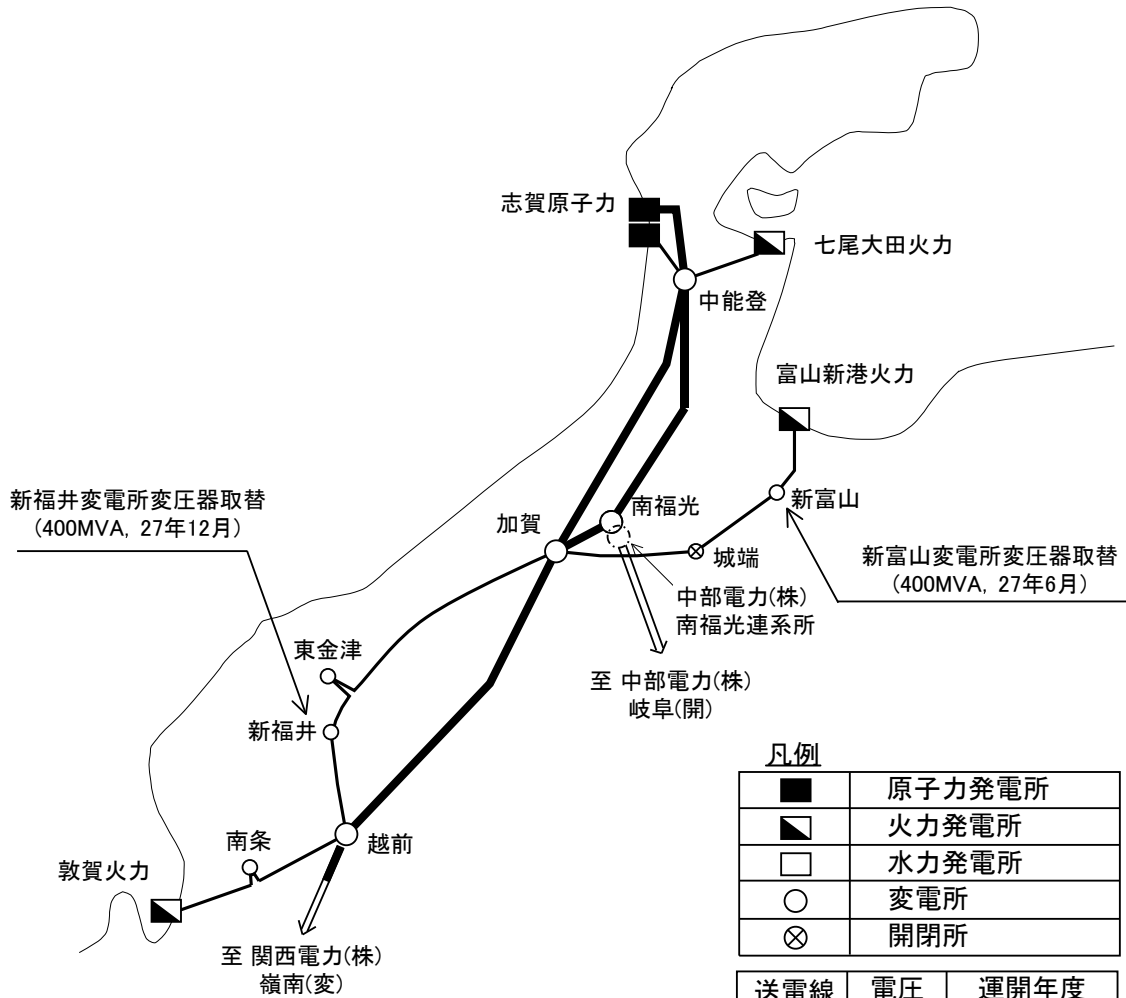 志賀原子力
七尾大田火力
中能登
富山新港火力
新福井変電所変圧器取替
(400MVA, 27年12月)
加賀
南福光
新富山
城端
新富山変電所変圧器取替
(400MVA, 27年6月)
中部電力(株)
南福光連系所
東金津
至 中部電力(株)
岐阜(開)
新福井
凡例
原子力発電所
火力発電所
水力発電所
変電所
開閉所
南条
越前
敦賀火力
至 関西電力(株)
嶺南(変)
送電線 電圧 運開年度